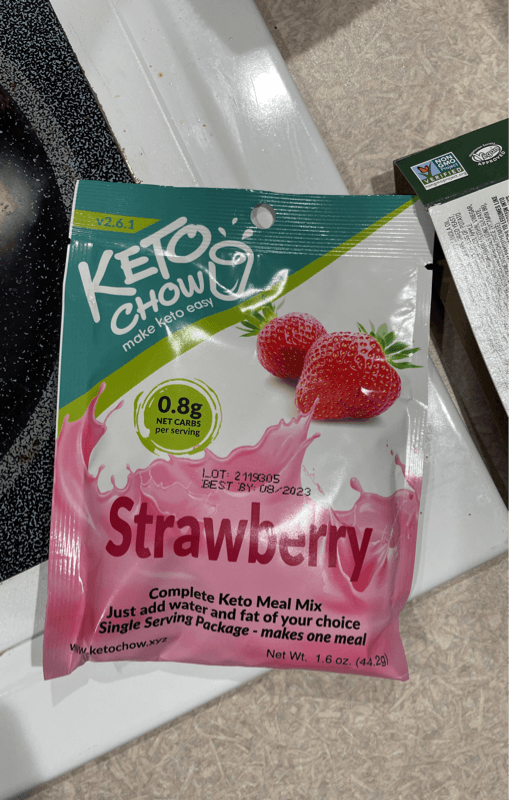 v2.6.1
KETO
CHOW
make keto easy
0.8g
NET CARBS
per serving
LOT: 2119305
BEST BY: 08/2023
Strawberry
Complete Keto Meal Mix
Just add water and fat of your choice
Single Serving Package - makes one meal
www.ketochow.xyz
Net Wt. 1.6 oz. (44.2g)
NON
GMO
VERIFIED
Vegan
APPROVED